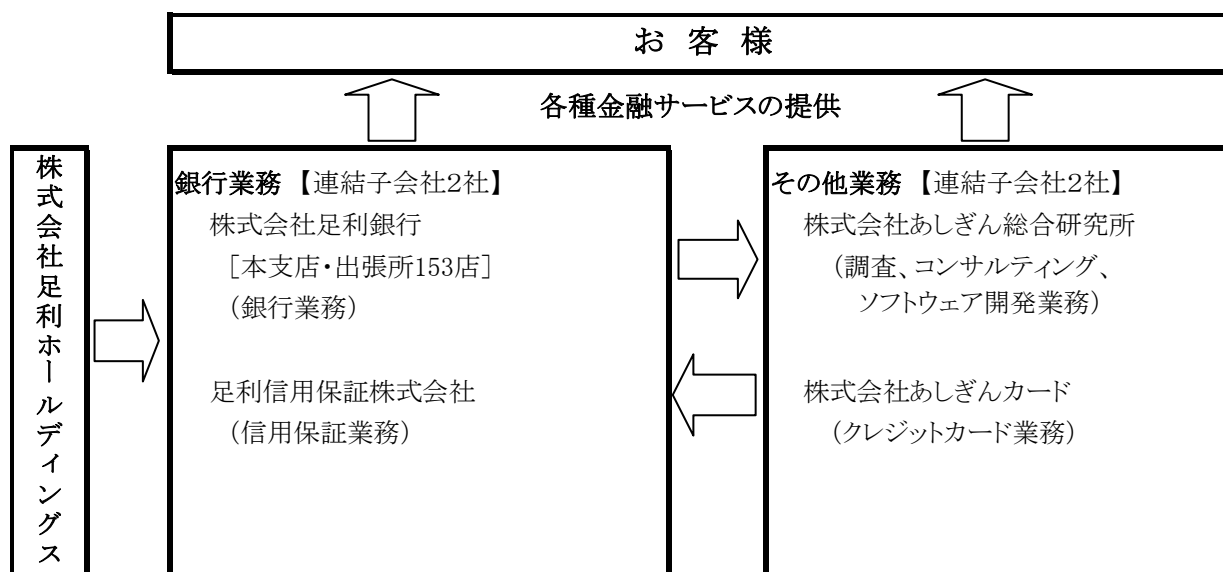 お 客 様
各種金融サービスの提供
株式会社足利ホールディングス
銀行業務 【連結子会社2社】
株式会社足利銀行
[本支店・出張所153店]
(銀行業務)
足利信用保証株式会社
(信用保証業務)
その他業務 【連結子会社2社】
株式会社あしぎん総合研究所
(調査、コンサルティング、
ソフトウェア開発業務)
株式会社あしぎんカード
(クレジットカード業務)